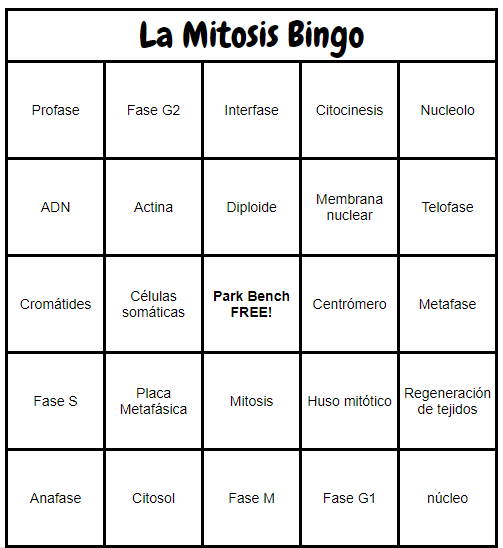 La Mitosis Bingo
Profase
Fase G2
Interfase
Citocinesis
Nucleolo
ADN
Actina
Diploide
Membrana
nuclear
Telofase
Cromátides
Células
somáticas
Park Bench
FREE!
Centrómero
Metafase
Fase S
Placa
Metafásica
Mitosis
Huso mitótico
Regeneración
de tejidos
Anafase
Citosol
Fase M
Fase G1
núcleo